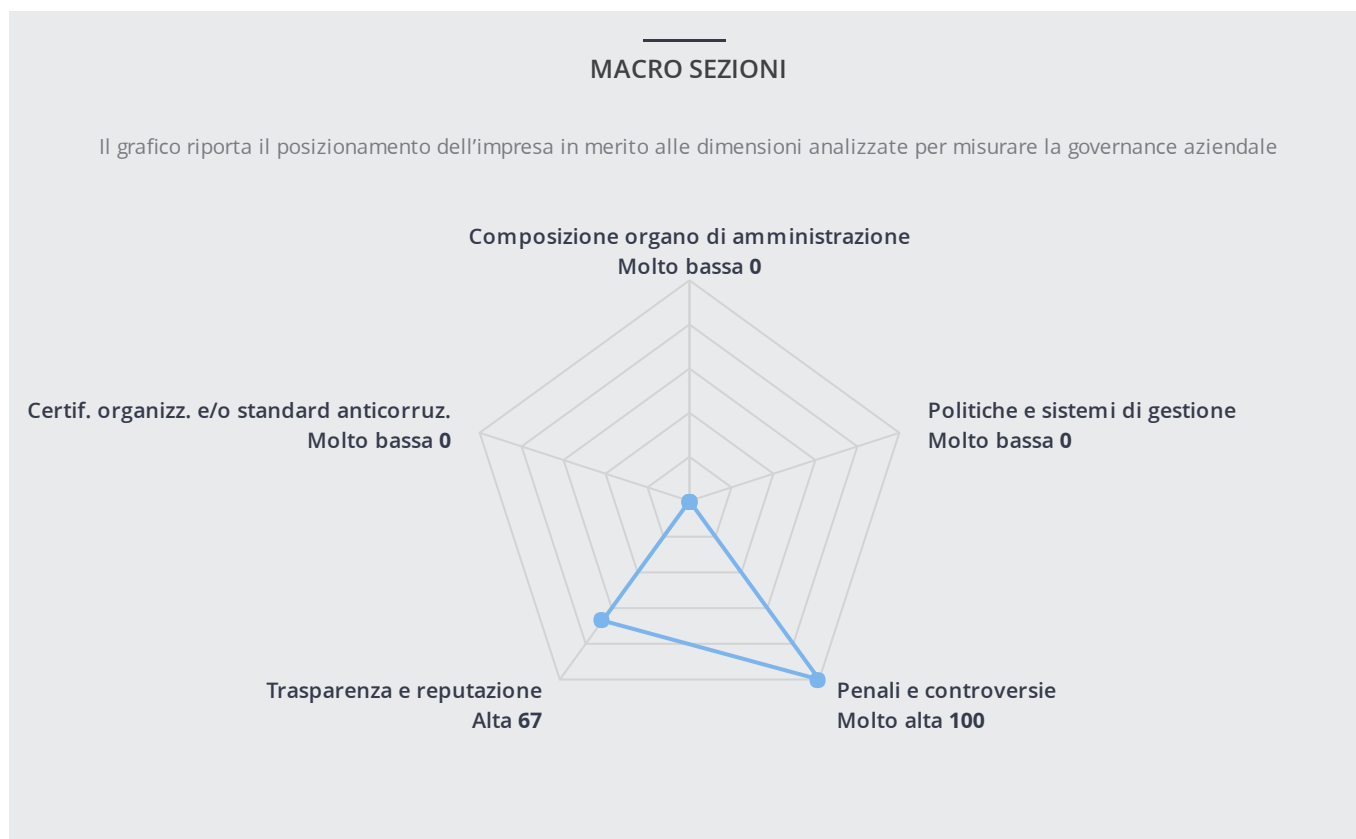 MACRO SEZIONI
Il grafico riporta il posizionamento dell’impresa in merito alle dimensioni analizzate per misurare la governance aziendale
Composizione organo di amministrazione
Molto bassa 0
Certif. organizz. e/o standard anticorruz.
Molto bassa 0
Politiche e sistemi di gestione
Molto bassa 0
Trasparenza e reputazione
Alta 67
Penali e controversie
Molto alta 100